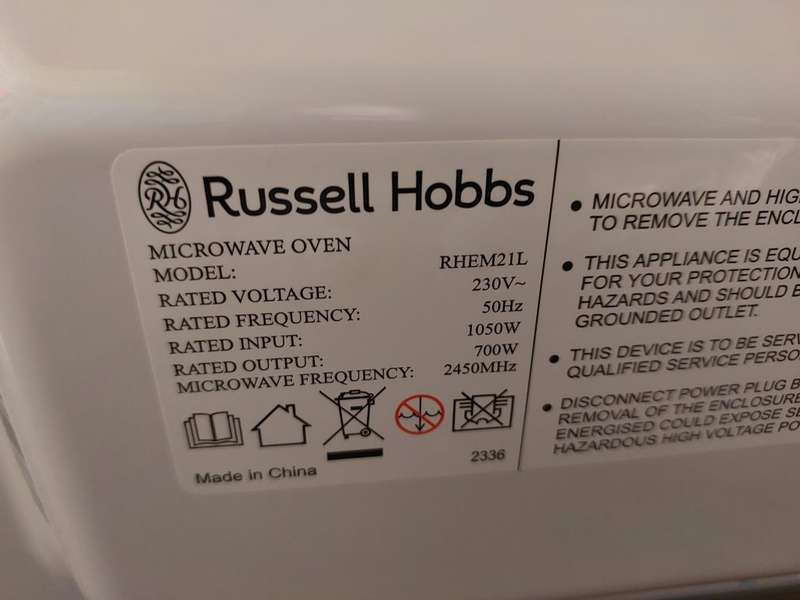 RH Russell Hobbs
MICROWAVE OVEN
MODEL: RHEM21L
RATED VOLTAGE: 230V~
RATED FREQUENCY: 50Hz
RATED INPUT: 1050W
RATED OUTPUT: 700W
MICROWAVE FREQUENCY: 2450MHz
Made in China 2336
• MICROWAVE AND HIG
TO REMOVE THE ENCL
• THIS APPLIANCE IS EQU
FOR YOUR PROTECTION
HAZARDS AND SHOULD B
GROUNDED OUTLET.
• THIS DEVICE IS TO BE SERV
QUALIFIED SERVICE PERSO
• DISCONNECT POWER PLUG B
REMOVAL OF THE ENCLOSURE
ENERGISED COULD EXPOSE SE
HAZARDOUS HIGH VOLTAGE PO